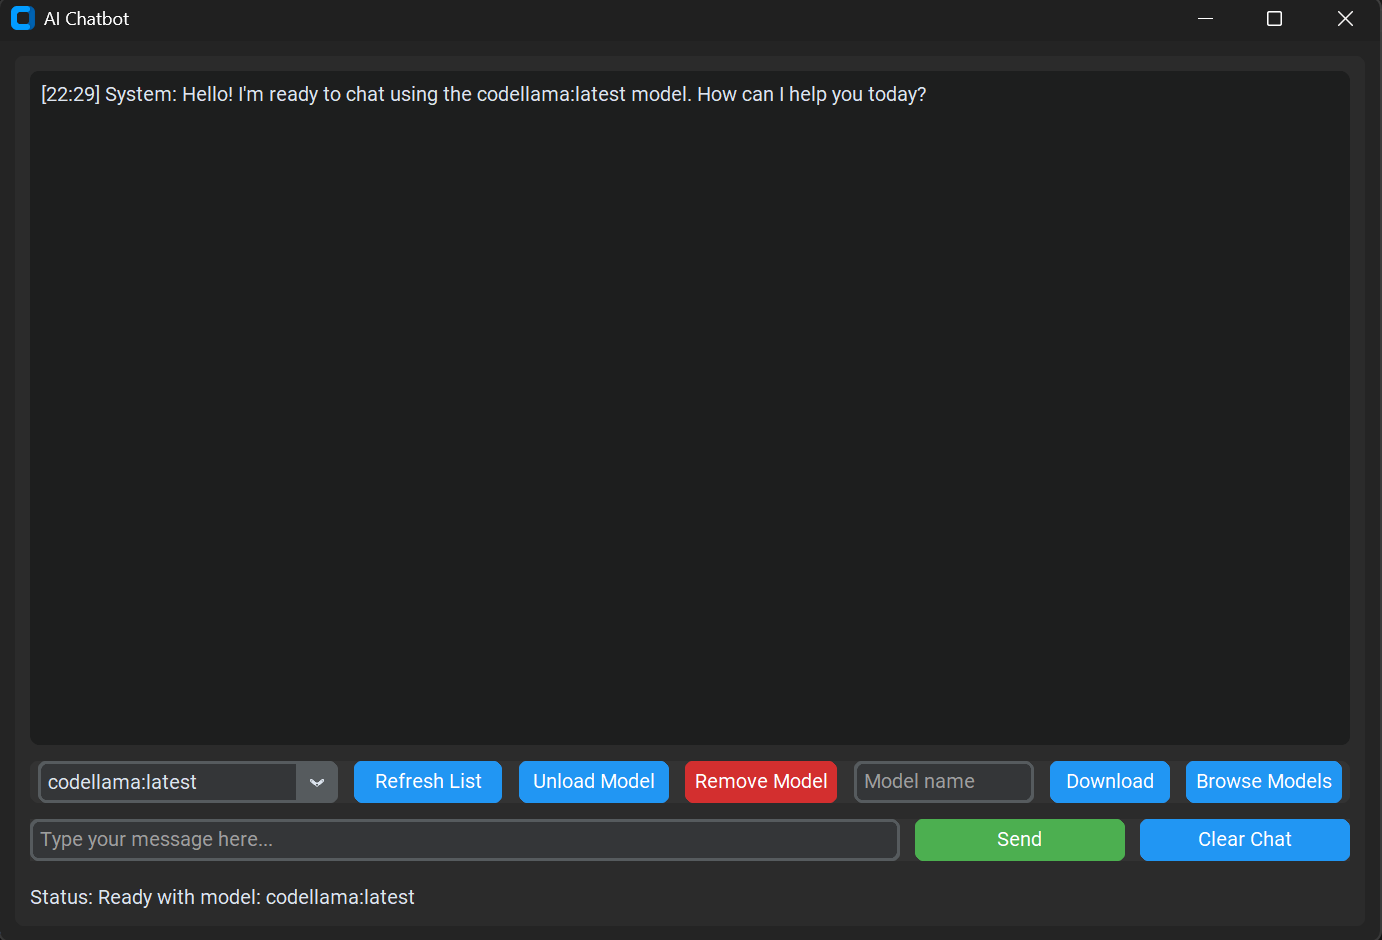 AI Chatbot
[22:29] System: Hello! I'm ready to chat using the codellama:latest model. How can I help you today?
codellama:latest Refresh List Unload Model Remove Model Model name Download Browse Models
Type your message here... Send Clear Chat
Status: Ready with model: codellama:latest